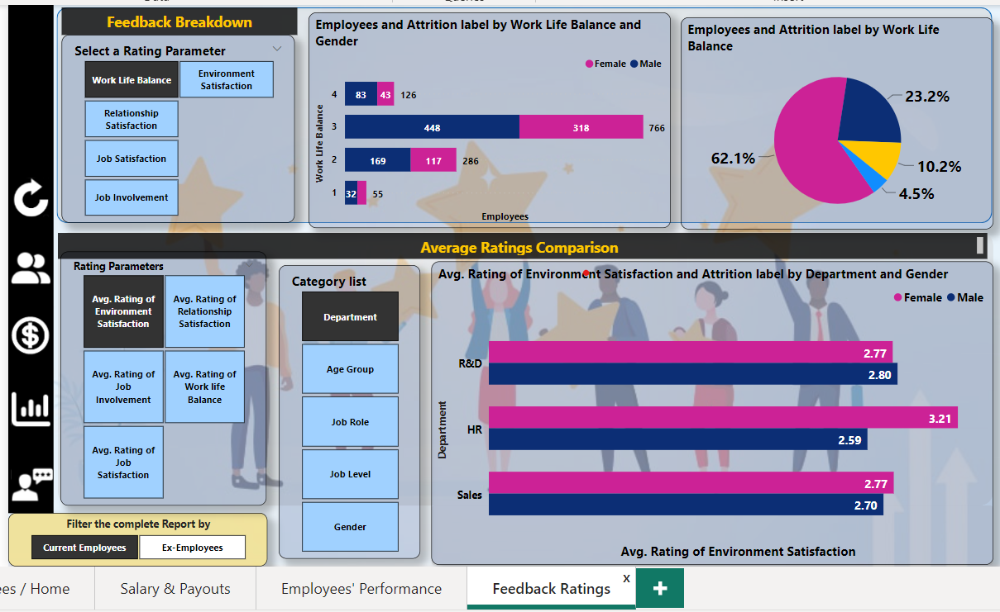 Feedback Breakdown
Select a Rating Parameter
Work Life Balance
Environment
Satisfaction
Relationship
Satisfaction
Job Satisfaction
Job Involvement
Employees and Attrition label by Work Life Balance and
Gender
Female Male
Work Life Balance
4 83 43 126
3 448 318 766
2 169 117 286
1 32 55
Employees
Employees and Attrition label by Work Life
Balance
23.2%
62.1%
10.2%
4.5%
Average Ratings Comparison
Rating Parameters
Avg. Rating of
Environment
Satisfaction
Avg. Rating of
Relationship
Satisfaction
Avg. Rating of
Job
Involvement
Avg. Rating of
Work life
Balance
Avg. Rating of
Job
Satisfaction
Category list
Department
Age Group
Job Role
Job Level
Gender
Avg. Rating of Environment Satisfaction and Attrition label by Department and Gender
Female Male
Department
R&D 2.77
2.80
HR 3.21
2.59
Sales 2.77
2.70
Avg. Rating of Environment Satisfaction
Filter the complete Report by
Current Employees Ex-Employees
/ Home Salary & Payouts Employees' Performance Feedback Ratings x +